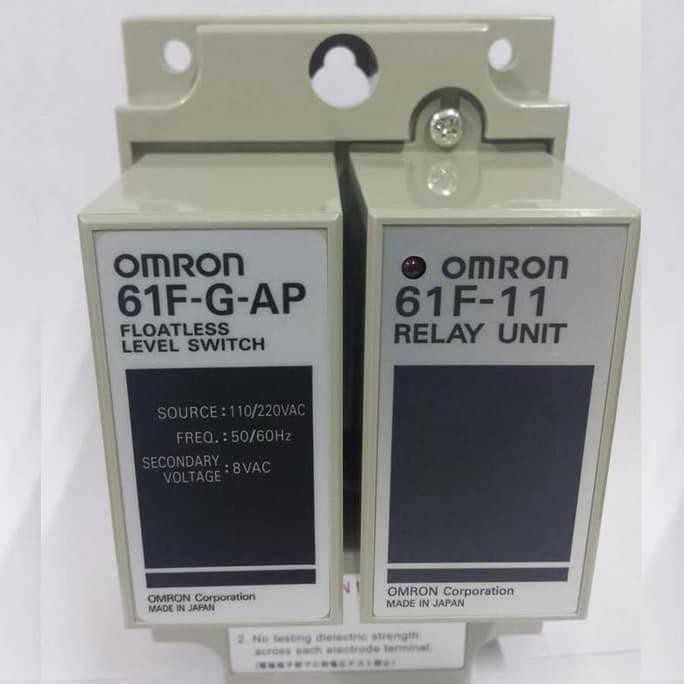 OMRON
61F-G-AP
FLOATLESS
LEVEL SWITCH
SOURCE : 110/220VAC
FREQ. : 50/60Hz
SECONDARY
VOLTAGE : 8VAC
OMRON Corporation
MADE IN JAPAN
OMRON
61F-11
RELAY UNIT
OMRON Corporation
MADE IN JAPAN
2. No testing dielectric strength
across each electrode terminal.